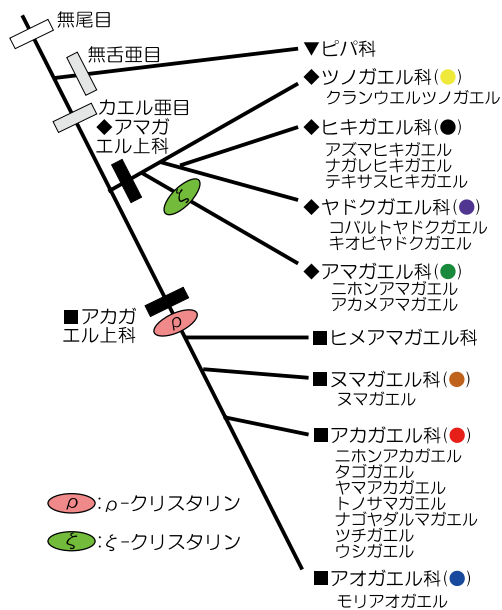 無尾目
無舌亜目
▼ピパ科
◆ツノガエル科(●)
クランウエルツノガエル
カエル亜目
◆アマガ
エル上科
◆ヒキガエル科(●)
アズマヒキガエル
ナガレヒキガエル
テキサスヒキガエル
ζ
◆ヤドクガエル科(●)
コバルトヤドクガエル
キオビヤドクガエル
◆アマガエル科(●)
ニホンアマガエル
アカメアマガエル
■アカガ
エル上科
ρ
■ヒメアマガエル科
■ヌマガエル科(●)
ヌマガエル
■アカガエル科(●)
ニホンアカガエル
タゴガエル
ヤマアカガエル
トノサマガエル
ナゴヤダルマガエル
ツチガエル
ウシガエル
ρ:ρ-クリスタリン
ζ:ζ-クリスタリン
■アオガエル科(●)
モリアオガエル